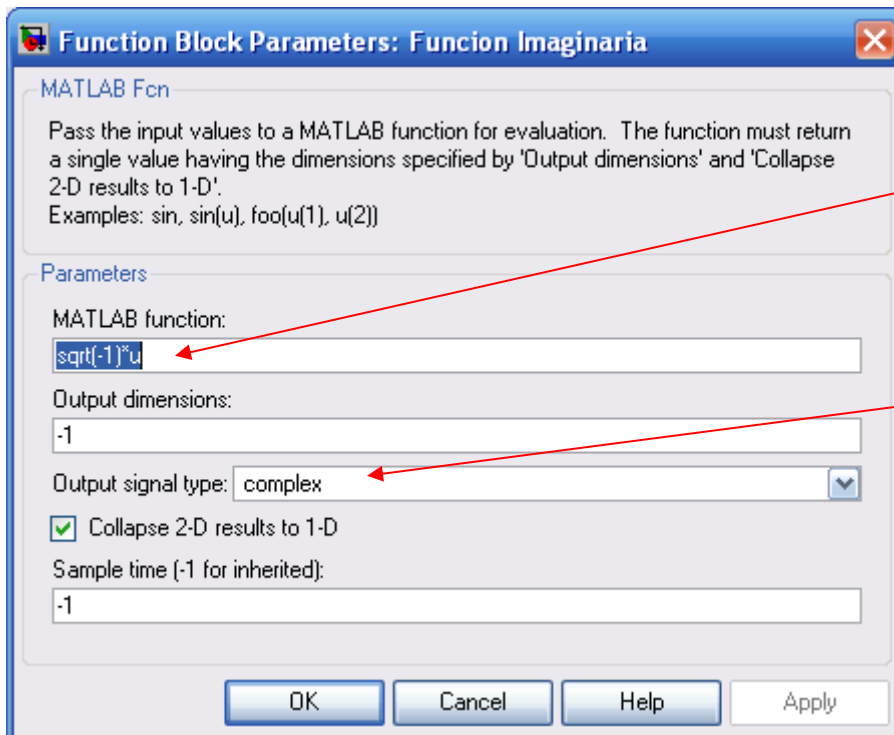 Function Block Parameters: Funcion Imaginaria
MATLAB Fcn
Pass the input values to a MATLAB function for evaluation. The function must return
a single value having the dimensions specified by 'Output dimensions' and 'Collapse
2-D results to 1-D'.
Examples: sin, sin(u), foo(u(1), u(2))
Parameters
MATLAB function:
sqrt(-1)*u
Output dimensions:
-1
Output signal type: complex
Collapse 2-D results to 1-D
Sample time (-1 for inherited):
-1
OK Cancel Help Apply